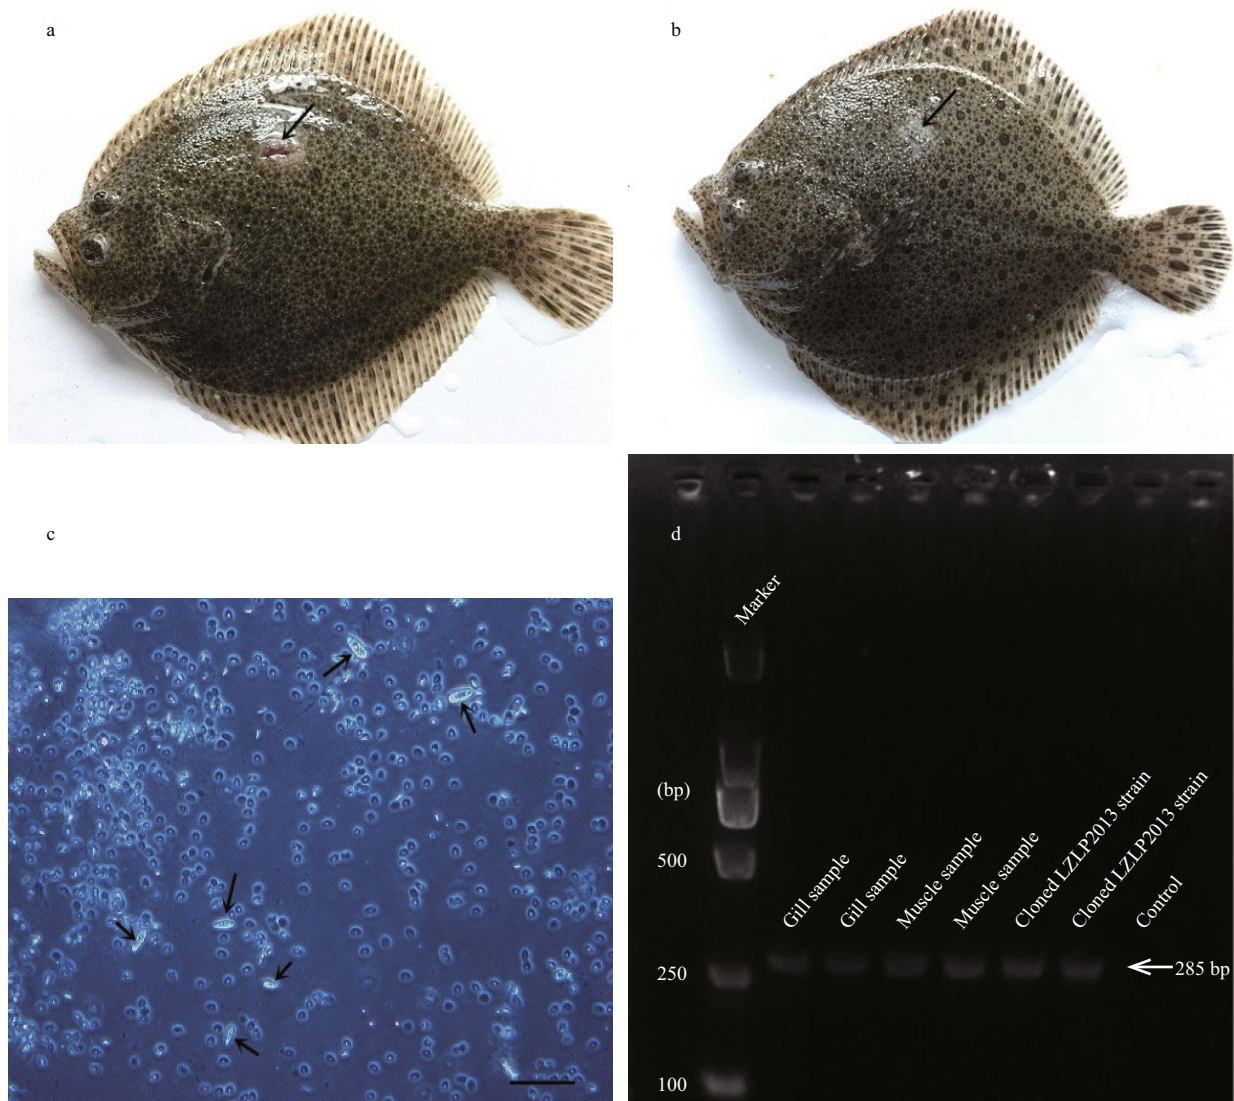 a
b
c
d
Marker
(bp)
500
250
100
Gill sample
Gill sample
Muscle sample
Muscle sample
Cloned LZLP2013 strain
Cloned LZLP2013 strain
Control
285 bp